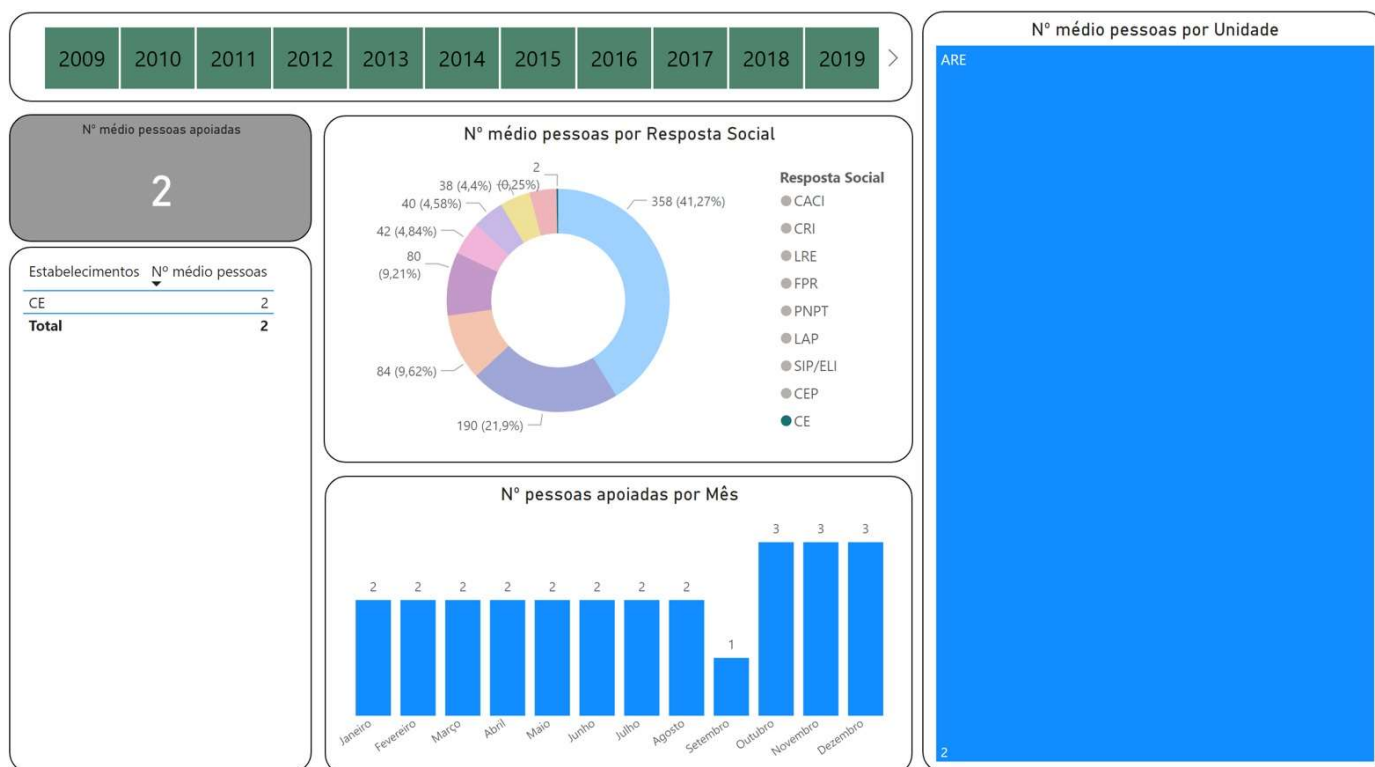 2009 2010 2011 2012 2013 2014 2015 2016 2017 2018 2019
Nº médio pessoas apoiadas
2
Estabelecimentos Nº médio pessoas
CE 2
Total 2
Nº médio pessoas por Resposta Social
2
(0,25%)
38 (4,4%)
40 (4,58%)
42 (4,84%)
80
(9,21%)
84 (9,62%)
190 (21,9%)
358 (41,27%)
Resposta Social
CACI
CRI
LRE
FPR
PNPT
LAP
SIP/ELI
CEP
CE
Nº pessoas apoiadas por Mês
2 2 2 2 2 2 2 2 1 3 3 3
Janeiro Fevereiro Março Abril Maio Junho Julho Agosto Setembro Outubro Novembro Dezembro
Nº médio pessoas por Unidade
ARE
2